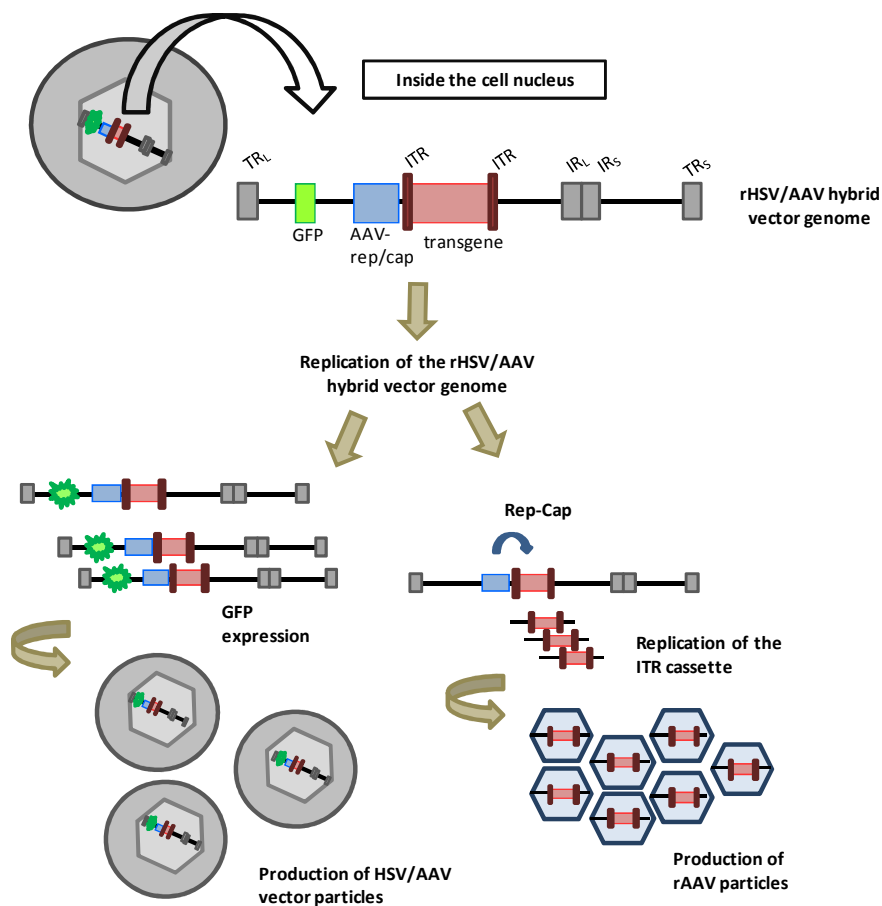 Inside the cell nucleus
TRL
ITR
ITR
IRL
IRS
TRS
rHSV/AAV hybrid
vector genome
GFP
AAV-
rep/cap
transgene
Replication of the rHSV/AAV
hybrid vector genome
Rep-Cap
GFP
expression
Replication of the
ITR cassette
Production of HSV/AAV
vector particles
Production of
rAAV particles